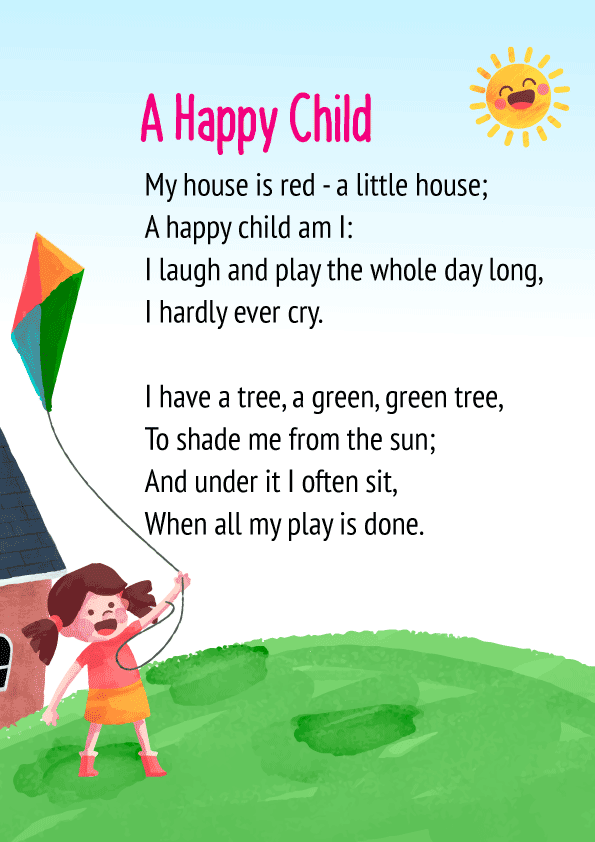 A Happy Child
My house is red - a little house;
A happy child am I:
I laugh and play the whole day long,
I hardly ever cry.
I have a tree, a green, green tree,
To shade me from the sun;
And under it I often sit,
When all my play is done.